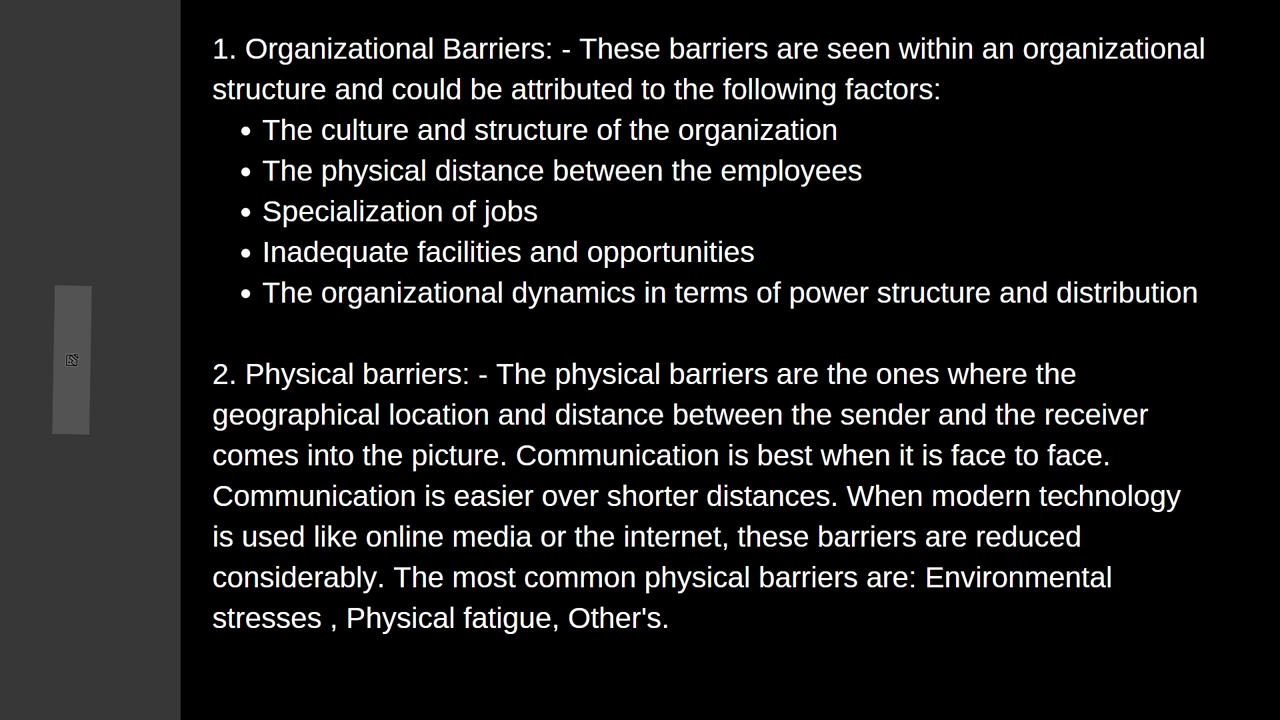 1. Organizational Barriers: - These barriers are seen within an organizational
structure and could be attributed to the following factors:
• The culture and structure of the organization
• The physical distance between the employees
• Specialization of jobs
• Inadequate facilities and opportunities
• The organizational dynamics in terms of power structure and distribution
2. Physical barriers: - The physical barriers are the ones where the
geographical location and distance between the sender and the receiver
comes into the picture. Communication is best when it is face to face.
Communication is easier over shorter distances. When modern technology
is used like online media or the internet, these barriers are reduced
considerably. The most common physical barriers are: Environmental
stresses , Physical fatigue, Other's.